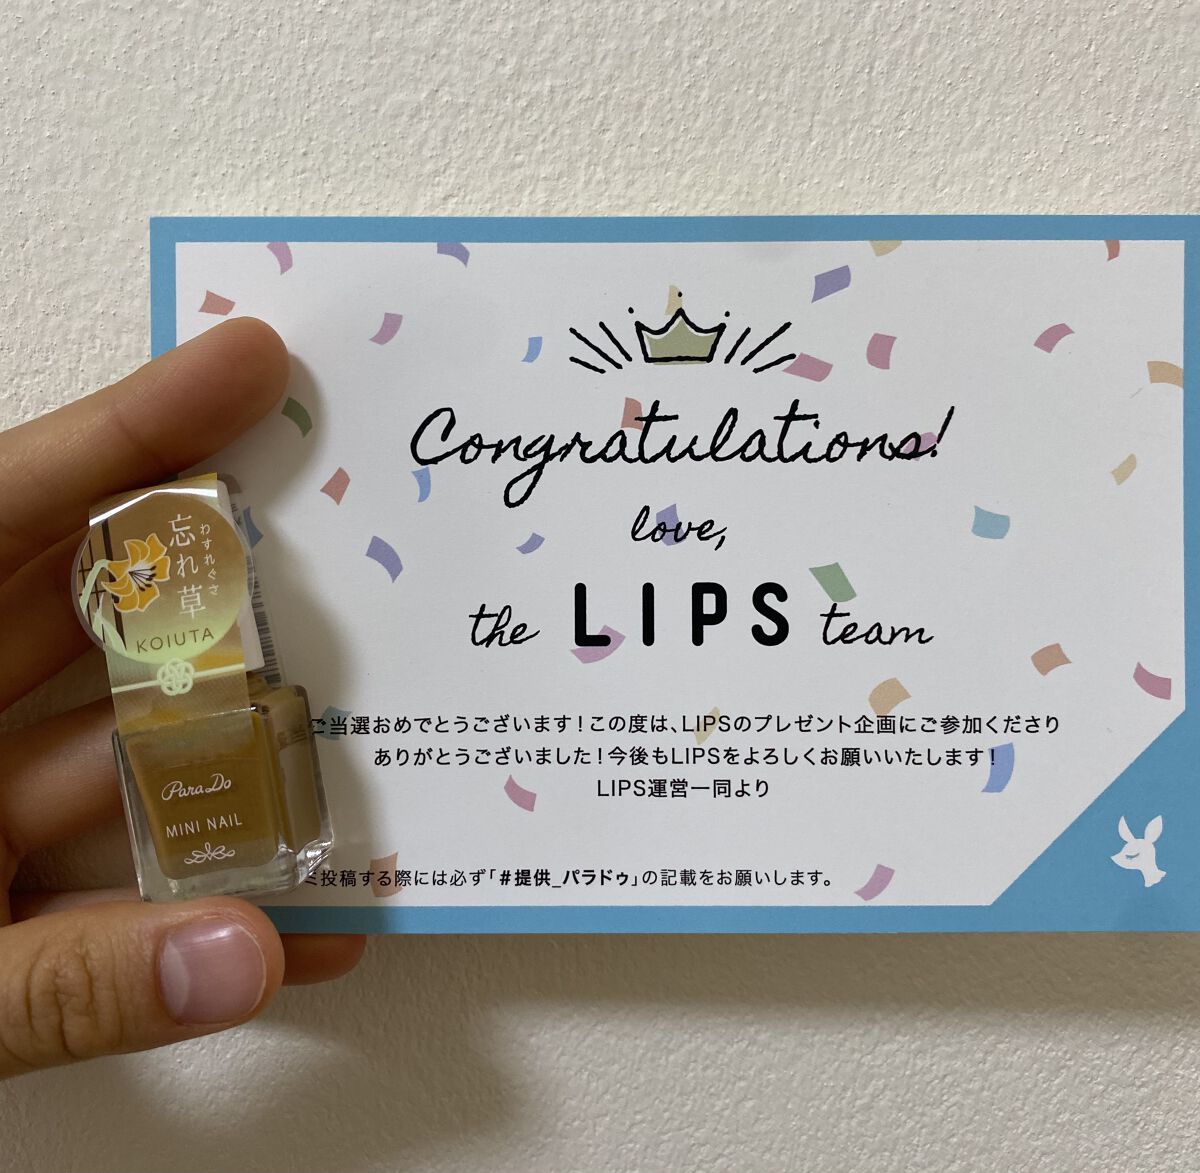 Congratulations!
love,
the LIPS team
ご当選おめでとうございます！この度は、LIPSのプレゼント企画にご参加くださり
ありがとうございました！今後もLIPSをよろしくお願いいたします！
LIPS運営一同より
ミ投稿する際には必ず「#提供_パラドゥ」の記載をお願いします。
わすれぐさ
忘れ草
KOIUTA
ParaDo
MINI NAIL